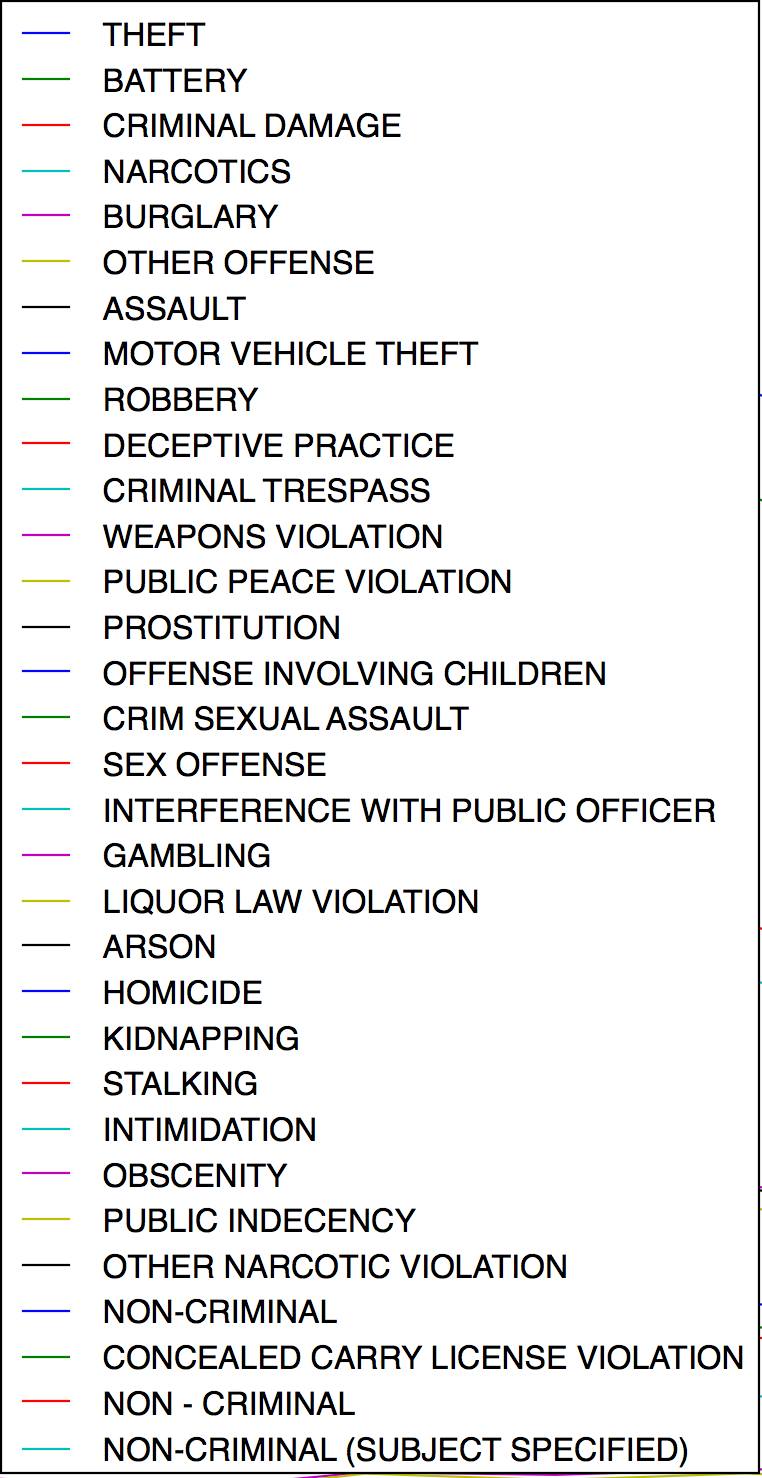 THEFT
BATTERY
CRIMINAL DAMAGE
NARCOTICS
BURGLARY
OTHER OFFENSE
ASSAULT
MOTOR VEHICLE THEFT
ROBBERY
DECEPTIVE PRACTICE
CRIMINAL TRESPASS
WEAPONS VIOLATION
PUBLIC PEACE VIOLATION
PROSTITUTION
OFFENSE INVOLVING CHILDREN
CRIM SEXUAL ASSAULT
SEX OFFENSE
INTERFERENCE WITH PUBLIC OFFICER
GAMBLING
LIQUOR LAW VIOLATION
ARSON
HOMICIDE
KIDNAPPING
STALKING
INTIMIDATION
OBSCENITY
PUBLIC INDECENCY
OTHER NARCOTIC VIOLATION
NON-CRIMINAL
CONCEALED CARRY LICENSE VIOLATION
NON - CRIMINAL
NON-CRIMINAL (SUBJECT SPECIFIED)